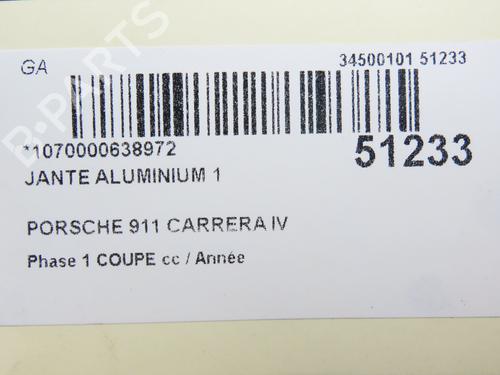 GA
34500101 51233
*1070000638972
51233
JANTE ALUMINIUM 1
PORSCHE 911 CARRERA IV
Phase 1 COUPE cc / Année
B-PARTS